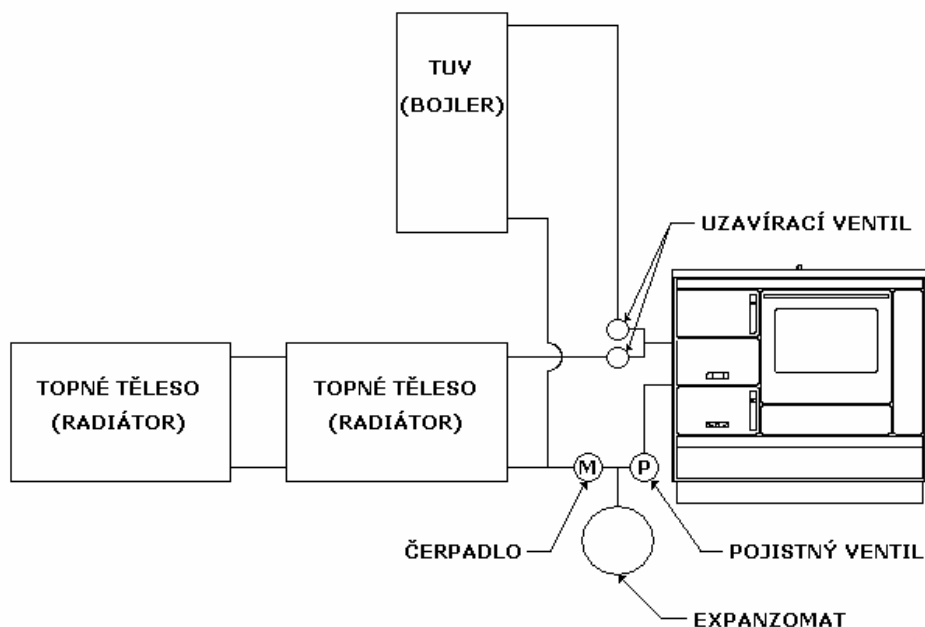 TUV
(BOJLER)
UZAVÍRACÍ VENTIL
TOPNÉ TĚLESO
(RADIÁTOR)
TOPNÉ TĚLESO
(RADIÁTOR)
M
P
ČERPADLO
POJISTNÝ VENTIL
EXPANZOMAT